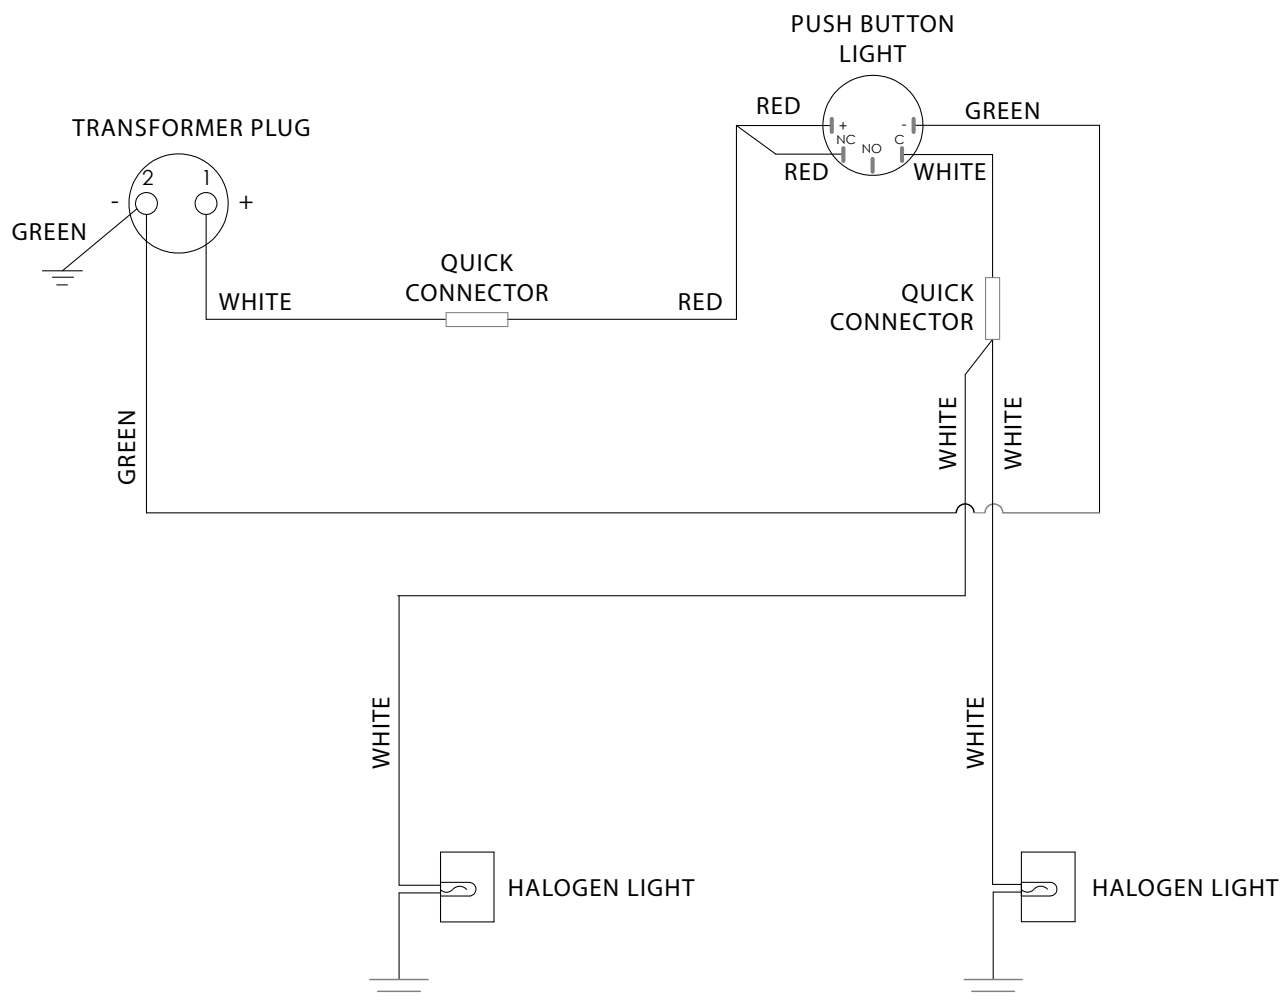 PUSH BUTTON
LIGHT
RED
GREEN
+
-
NC
NO
C
RED
WHITE
TRANSFORMER PLUG
2
1
-
+
GREEN
QUICK
CONNECTOR
WHITE
RED
QUICK
CONNECTOR
GREEN
WHITE
WHITE
WHITE
WHITE
HALOGEN LIGHT
HALOGEN LIGHT